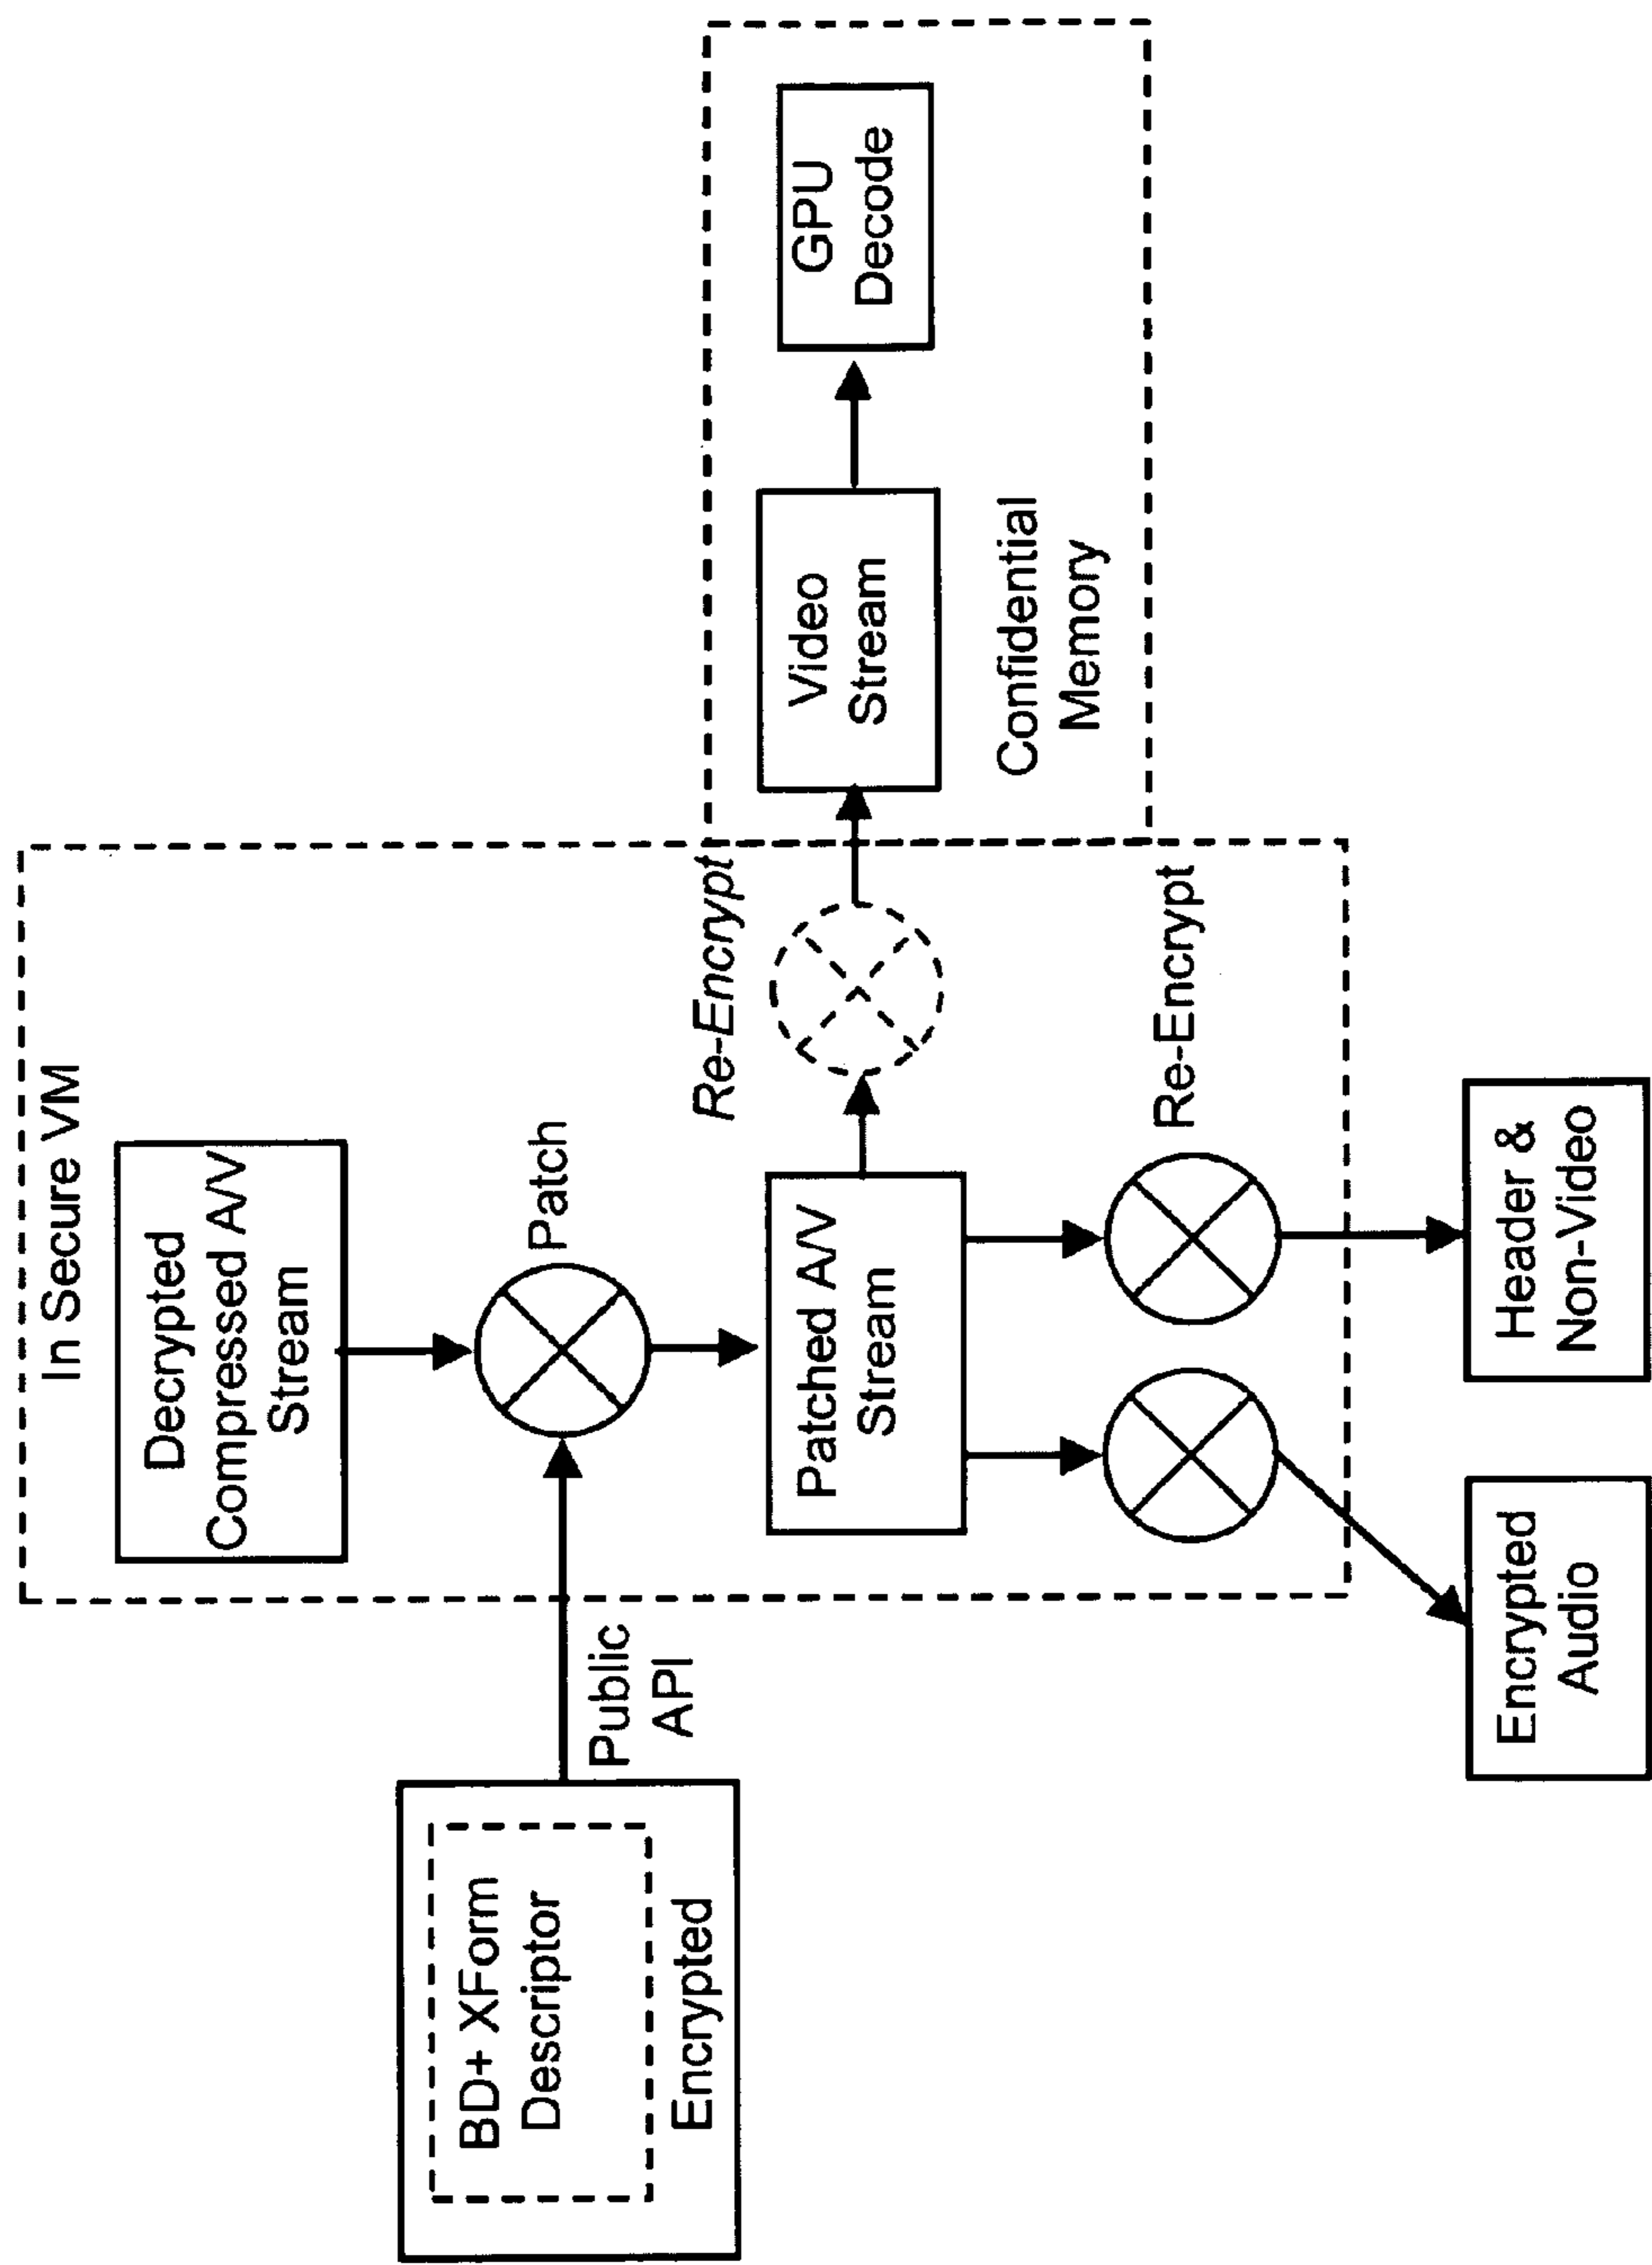 In Secure VM
Decrypted
Compressed A/V
Stream
Patch
BD+ XForm
Descriptor
Encrypted
Public
API
Patched A/V
Stream
Re-Encrypt
Video
Stream
GPU
Decode
Confidential
Memory
Re-Encrypt
Encrypted
Audio
Header &
Non-Video